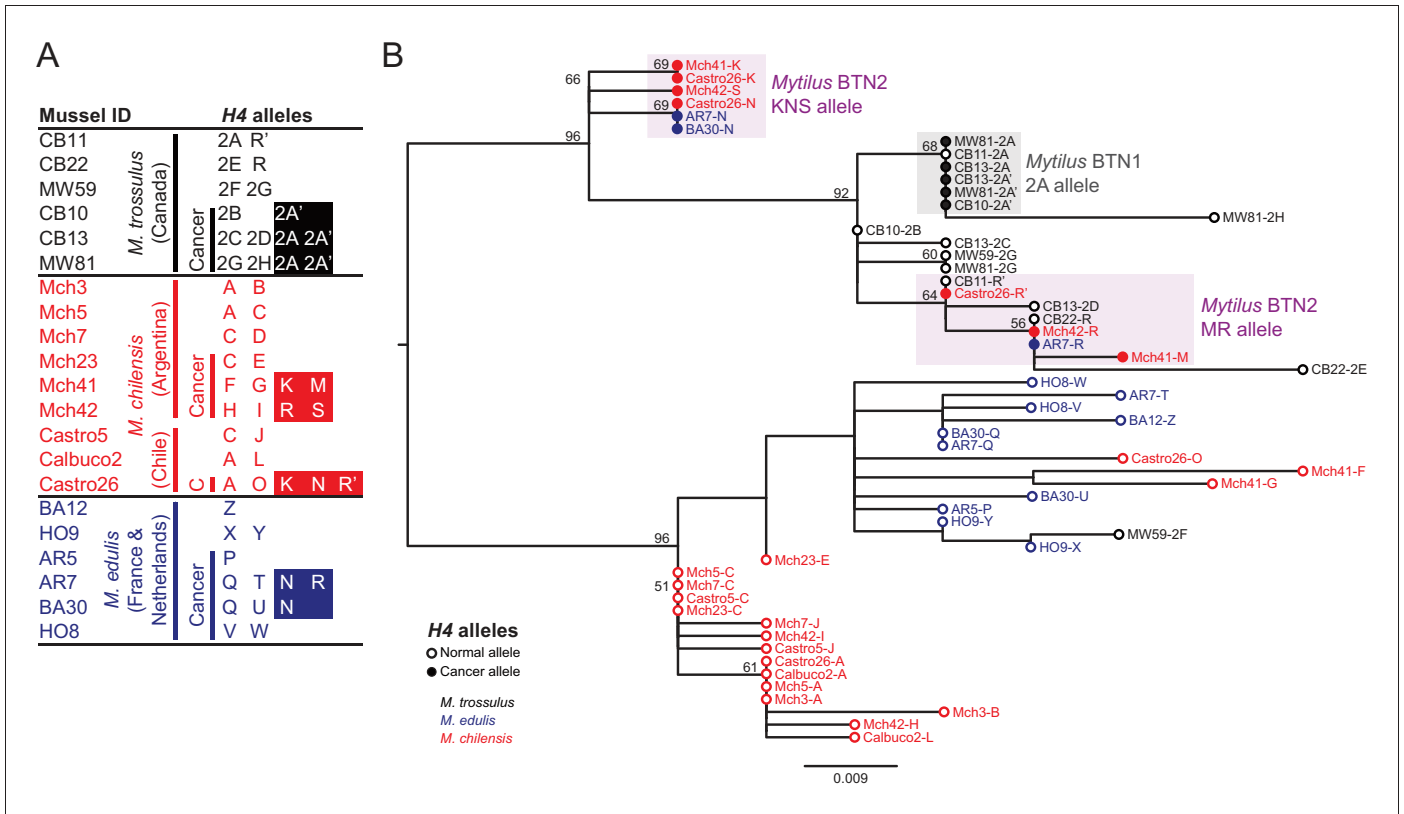 A
Mussel ID H4 alleles
CB11 2A R'
CB22 2E R
MW59 2F 2G
CB10 2B 2A'
CB13 2C 2D 2A 2A'
MW81 2G 2H 2A 2A'
M. trossulus
(Canada)
Cancer
Mch3 A B
Mch5 A C
Mch7 C D
Mch23 C E
Mch41 F G K M
Mch42 H I R S
Castro5 C J
Calbuco2 A L
Castro26 A O K N R'
M. chilensis
(Argentina)
(Chile)
Cancer
C
BA12 Z
HO9 X Y
AR5 P
AR7 Q T N R
BA30 Q U N
HO8 V W
M. edulis
(France &
Netherlands)
Cancer
B
69
Mch41-K
Castro26-K
66
Mch42-S
69
Castro26-N
AR7-N
BA30-N
Mytilus BTN2
KNS allele
96
68
MW81-2A
CB11-2A
CB13-2A
CB13-2A'
MW81-2A'
CB10-2A'
Mytilus BTN1
2A allele
92
MW81-2H
CB10-2B
CB13-2C
60
MW59-2G
MW81-2G
CB11-R'
64
Castro26-R'
CB13-2D
CB22-R
56
Mch42-R
AR7-R
Mch41-M
Mytilus BTN2
MR allele
CB22-2E
HO8-W
AR7-T
HO8-V
BA12-Z
BA30-Q
AR7-Q
Castro26-O
Mch41-F
Mch41-G
BA30-U
AR5-P
HO9-Y
MW59-2F
HO9-X
96
Mch23-E
Mch5-C
51
Mch7-C
Castro5-C
Mch23-C
Mch7-J
Mch42-I
Castro5-J
Castro26-A
61
Calbuco2-A
Mch5-A
Mch3-A
Mch3-B
Mch42-H
Calbuco2-L
H4 alleles
Normal allele
Cancer allele
M. trossulus
M. edulis
M. chilensis
0.009